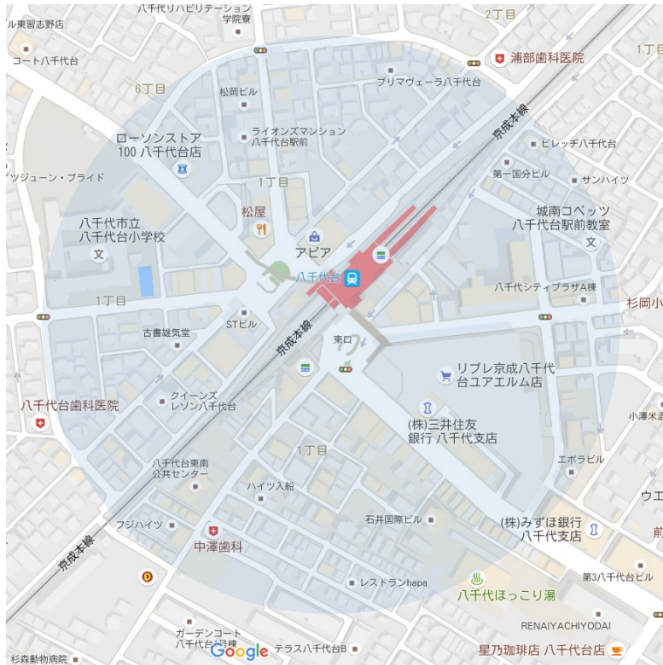 八千代リハビリテーション
学院寮
2丁目
ル東習志野店
コート八千代台
浦部歯科医院
プリマヴェーラ八千代台
6丁目
松岡ビル
京成本線
ローソンストア
100 八千代台店
ライオンズマンション
八千代台駅前
ビレッヂ八千代台
第一国分ビル
サンハイツ
ツジューン・プライド
1丁目
松屋
城南コベッツ
八千代台駅前教室
八千代市立
八千代台小学校
アピア
八千代台
八千代シティプラザA棟
1丁目
杉岡小
STビル
古書雄気堂
京成本線
東口
リブレ京成八千代
台ユアエルム店
クイーンズ
レゾン八千代台
八千代台歯科医院
(株)三井住友
銀行 八千代支店
小澤米酒
1丁目
八千代台東南
公共センター
エポラビル
ハイツ入船
ウエ
フジハイツ
石井国際ビル
(株)みずほ銀行
八千代支店
中澤歯科
京成本線
レストランhapa
第3八千代台ビル
八千代ほっこり湯
RENAIYACHIYODAI
ガーデンコート
Google
テラス八千代台B
杉森動物病院
星乃珈琲店 八千代台店